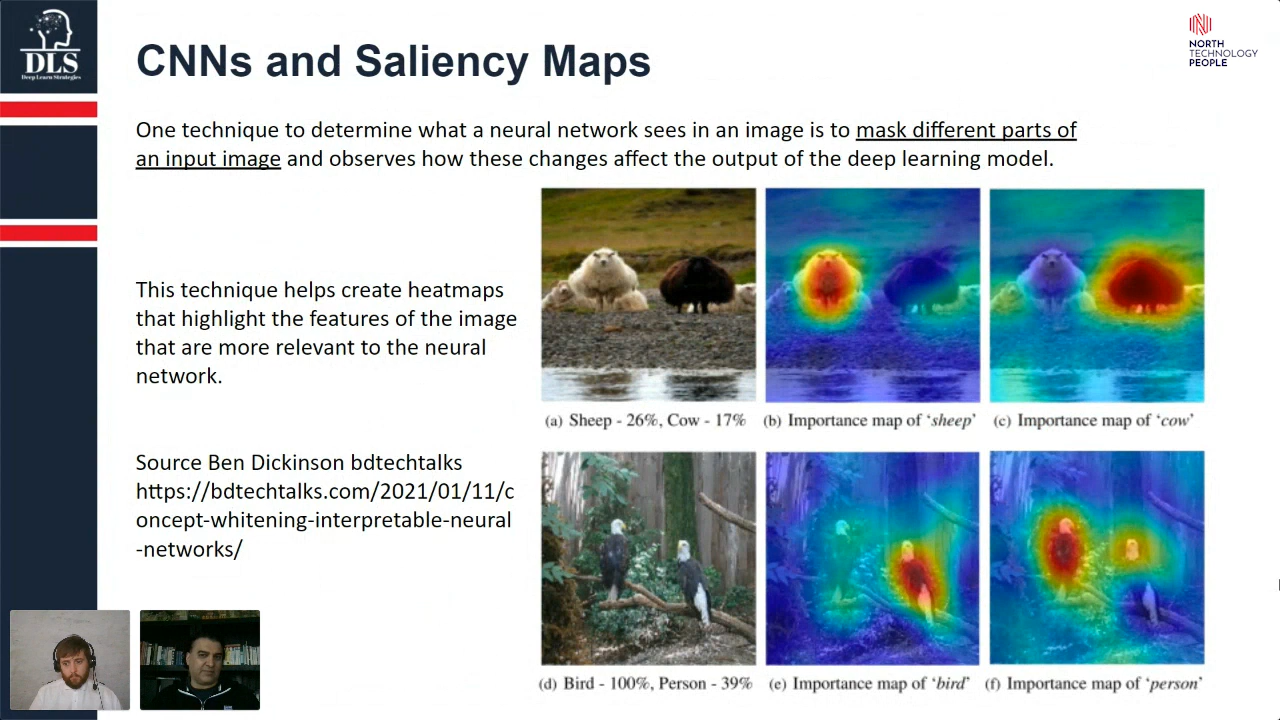 DLS
Deep Learn Strategies
NORTH
TECHNOLOGY
PEOPLE
CNNs and Saliency Maps
One technique to determine what a neural network sees in an image is to mask different parts of
an input image and observes how these changes affect the output of the deep learning model.
This technique helps create heatmaps
that highlight the features of the image
that are more relevant to the neural
network.
Source Ben Dickinson bdtechtalks
https://bdtechtalks.com/2021/01/11/c
oncept-whitening-interpretable-neural
-networks/
(a) Sheep - 26%, Cow - 17%
(b) Importance map of ‘sheep’
(c) Importance map of ‘cow’
(d) Bird - 100%, Person - 39%
(e) Importance map of ‘bird’
(f) Importance map of ‘person’